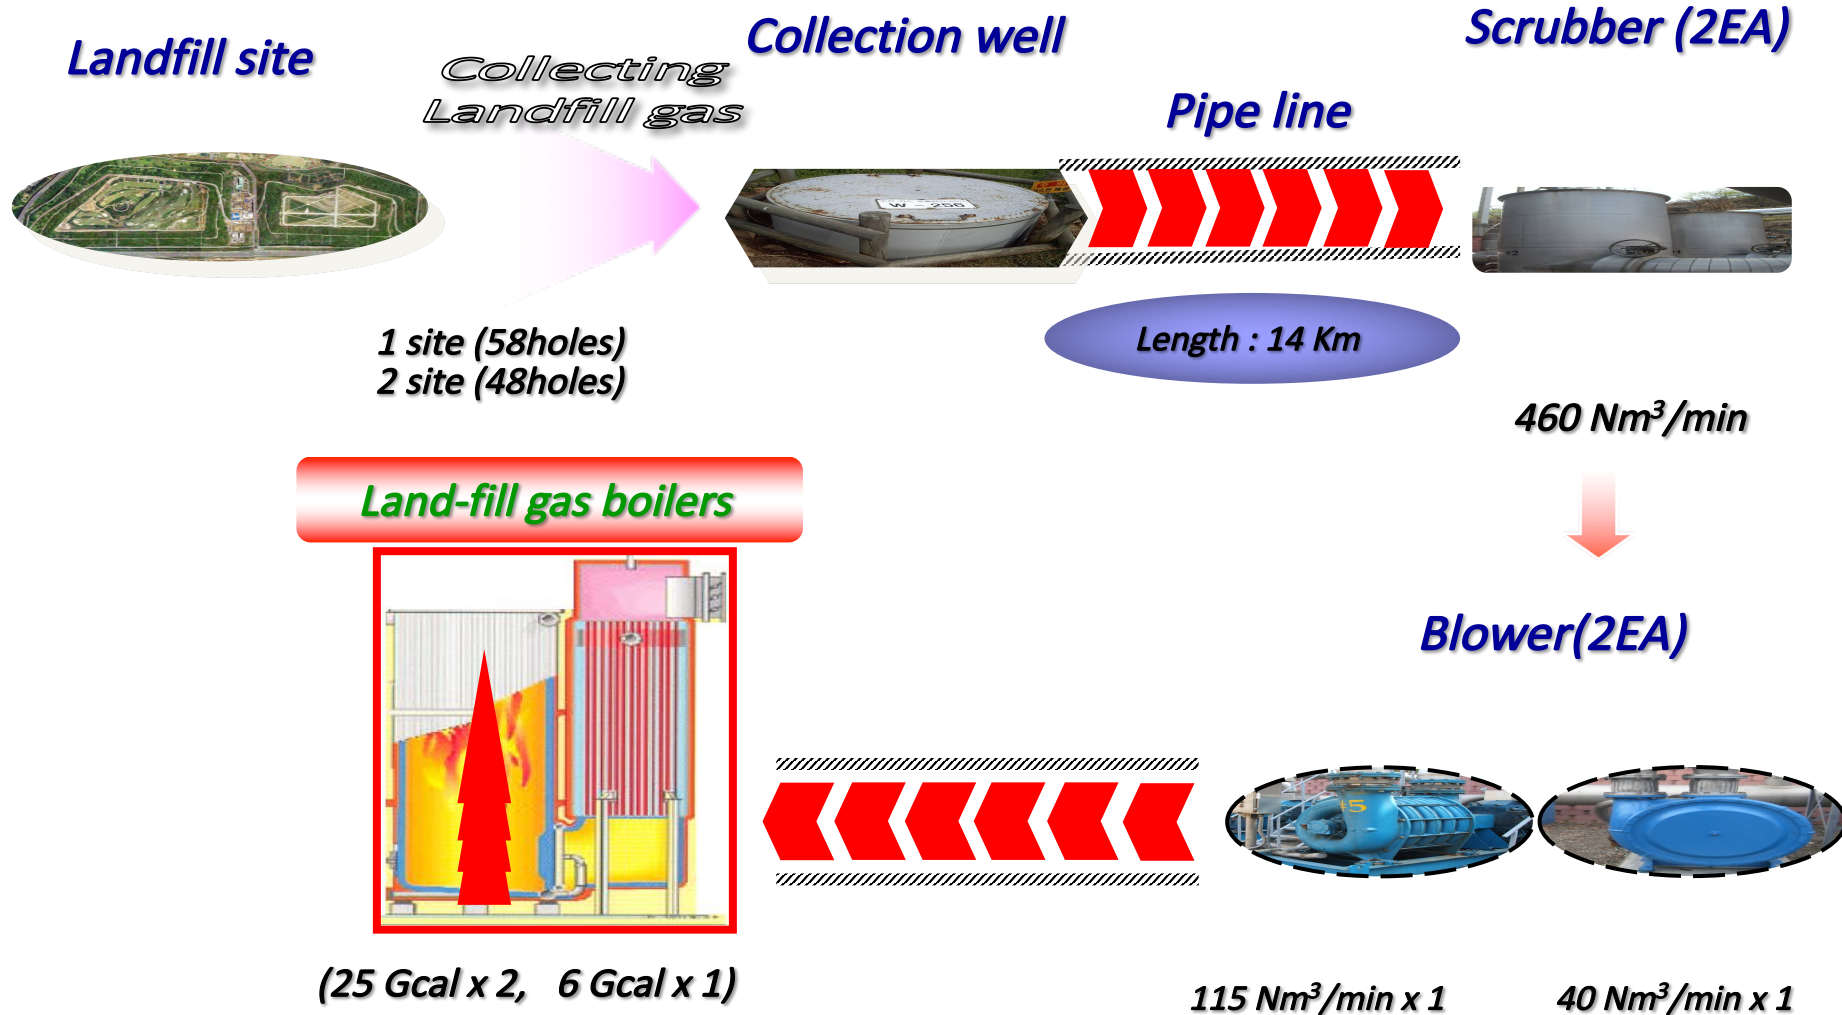 Landfill site
Collecting
Landfill gas
Collection well
Pipe line
Scrubber (2EA)
W - 256
1 site (58holes)
2 site (48holes)
Length : 14 Km
460 Nm³/min
Land-fill gas boilers
Blower(2EA)
#5
(25 Gcal x 2, 6 Gcal x 1)
115 Nm³/min x 1
40 Nm³/min x 1